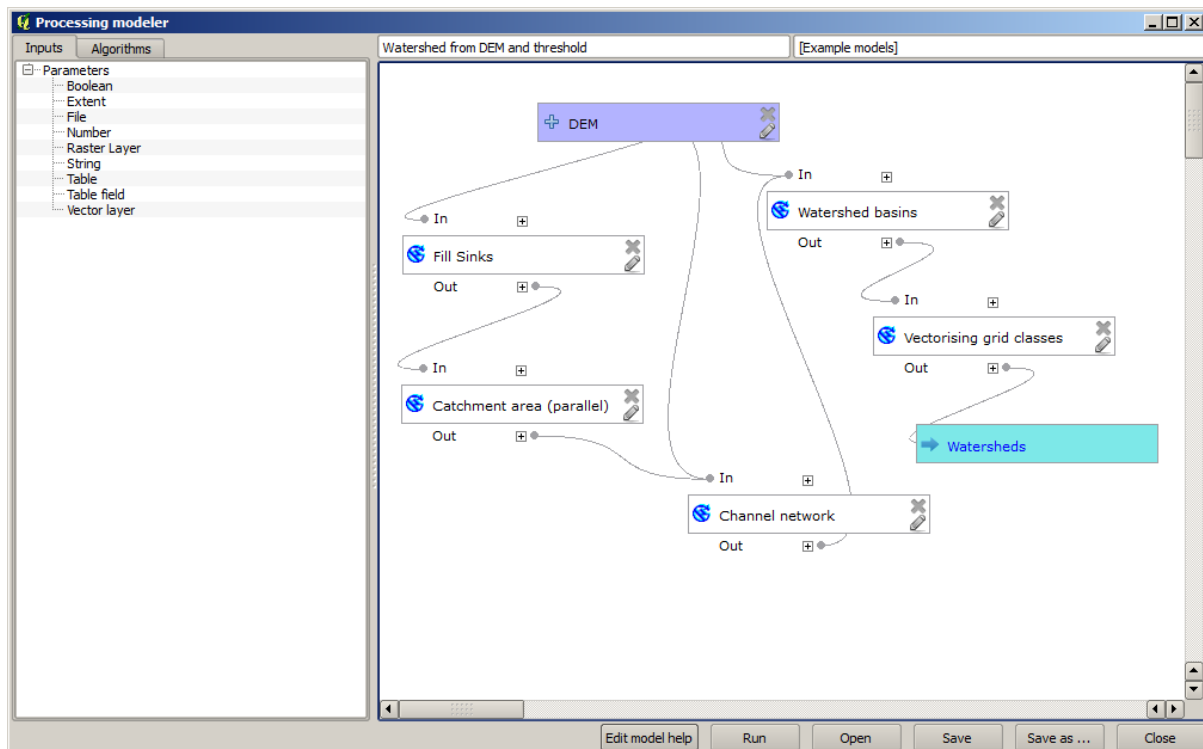 Processing modeler
Inputs
Algorithms
Parameters
Boolean
Extent
File
Number
Raster Layer
String
Table
Table field
Vector layer
Watershed from DEM and threshold
[Example models]
DEM
In
Fill Sinks
Out
In
Catchment area (parallel)
Out
In
Watershed basins
Out
In
Vectorising grid classes
Out
Watersheds
In
Channel network
Out
Edit model help
Run
Open
Save
Save as ...
Close